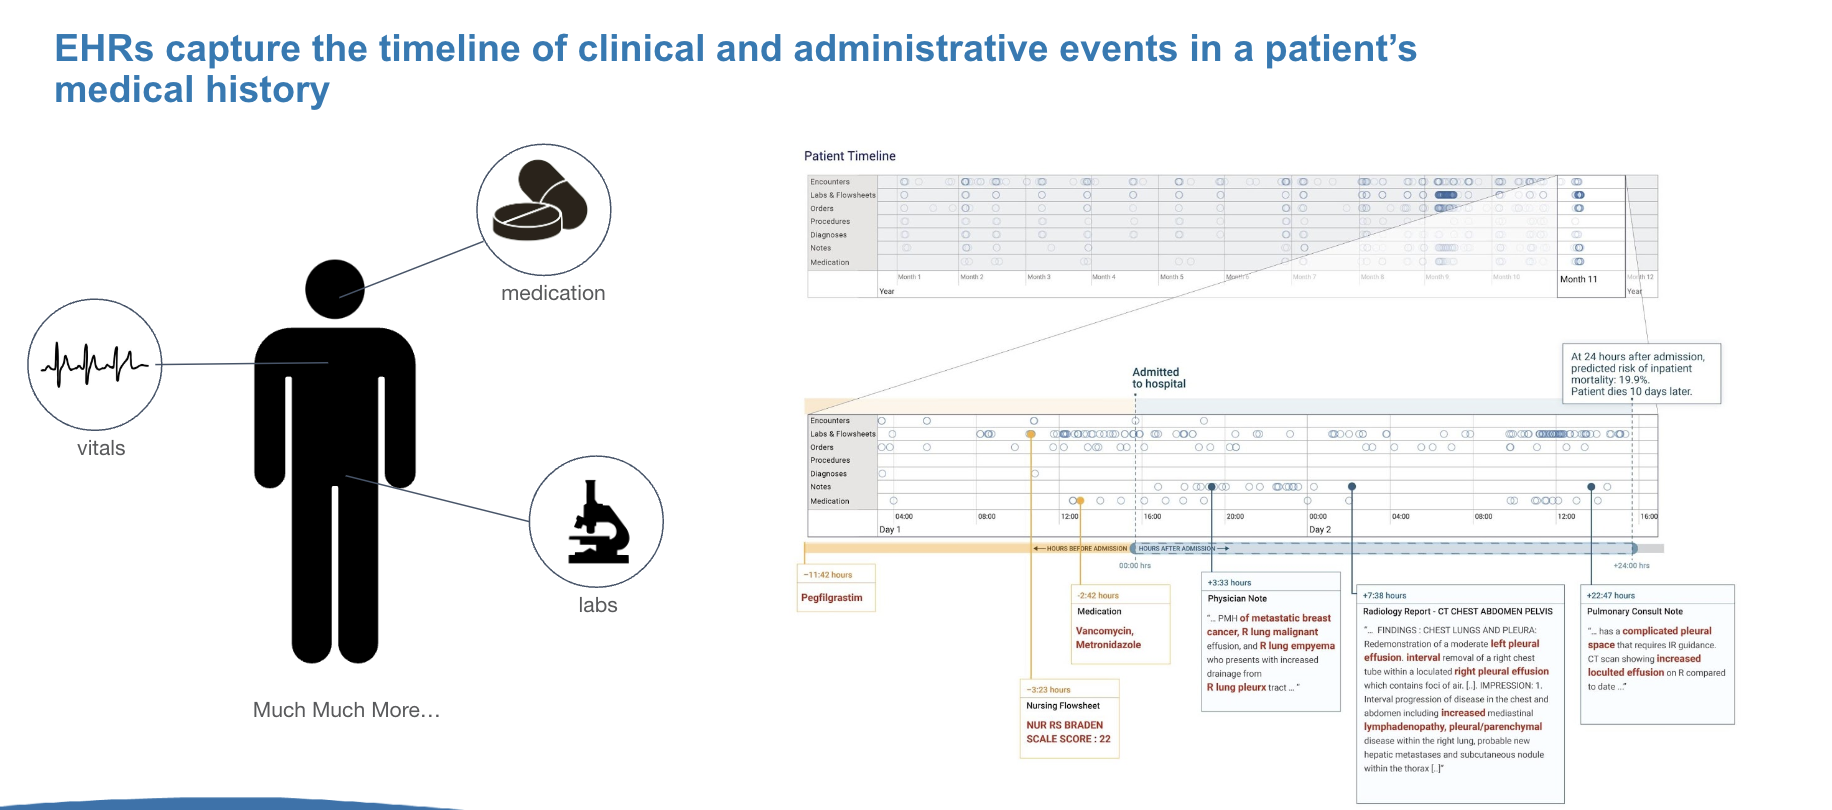 EHRs capture the timeline of clinical and administrative events in a patient's
medical history
medication
vitals
labs
Much Much More...
Patient Timeline
Encounters
Labs & Flowsheets
Orders
Procedures
Diagnoses
Notes
Medication
Month 1
Month 2
Month 3
Month 4
Month 5
Month 6
Month 7
Month 8
Month 9
Month 10
Month 11
Month 12
Year
Year
At 24 hours after admission,
predicted risk of inpatient
mortality: 19.9%.
Patient dies 10 days later.
Admitted
to hospital
Encounters
Labs & Flowsheets
Orders
Procedures
Diagnoses
Notes
Medication
04:00
08:00
12:00
16:00
20:00
00:00
04:00
08:00
12:00
16:00
Day 1
Day 2
HOURS BEFORE ADMISSION
HOURS AFTER ADMISSION
00:00 hrs
+24:00 hrs
−11:42 hours
Pegfilgrastim
−3:23 hours
Nursing Flowsheet
NUR RS BRADEN
SCALE SCORE : 22
-2:42 hours
Medication
Vancomycin,
Metronidazole
+3:33 hours
Physician Note
"... PMH of metastatic breast
cancer, R lung malignant
effusion, and R lung empyema
who presents with increased
drainage from
R lung pleurx tract ... "
+7:38 hours
Radiology Report - CT CHEST ABDOMEN PELVIS
"... FINDINGS : CHEST LUNGS AND PLEURA:
Redemonstration of a moderate left pleural
effusion. interval removal of a right chest
tube within a loculated right pleural effusion
which contains foci of air. [..]. IMPRESSION: 1.
Interval progression of disease in the chest and
abdomen including increased mediastinal
lymphadenopathy, pleural/parenchymal
disease within the right lung, probable new
hepatic metastases and subcutaneous nodule
within the thorax [..]"
+22:47 hours
Pulmonary Consult Note
"... has a complicated pleural
space that requires IR guidance.
CT scan showing increased
loculted effusion on R compared
to date ..."